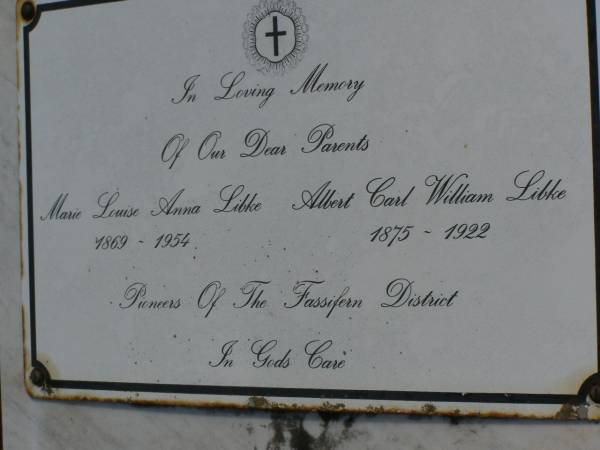 In Loving Memory
Of Our Dear Parents
Marie Louise Anna Libke Albert Carl William Libke
1869 - 1954 1875 - 1922
Pioneers Of The Fassifern District
In Gods Care